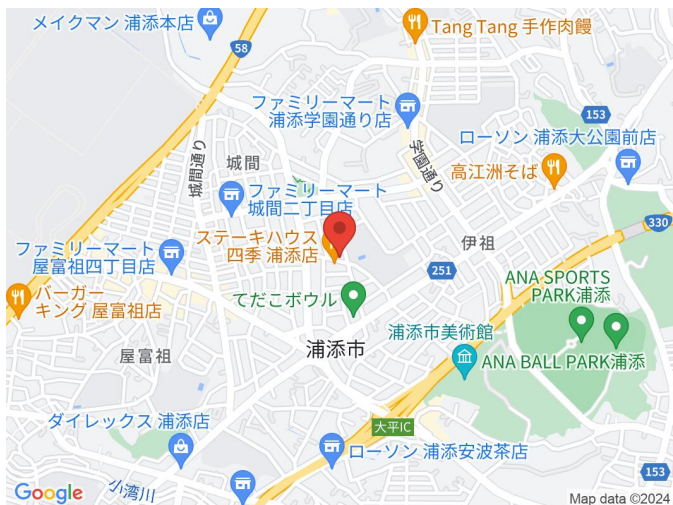 メイクマン 浦添本店
58
Tang Tang 手作肉饅
ファミリーマート
浦添学園通り店
153
ローソン 浦添大公園前店
城間通り
城間
学園通り
高江洲そば
ファミリーマート
城間二丁目店
330
ステーキハウス
四季 浦添店
伊祖
ファミリーマート
屋富祖四丁目店
251
ANA SPORTS
PARK浦添
バーガー
キング 屋富祖店
てだこボウル
浦添市美術館
屋富祖
浦添市
ANA BALL PARK浦添
ダイレックス 浦添店
大平IC
ローソン 浦添安波茶店
153
小湾川
Google
Map data ©2024